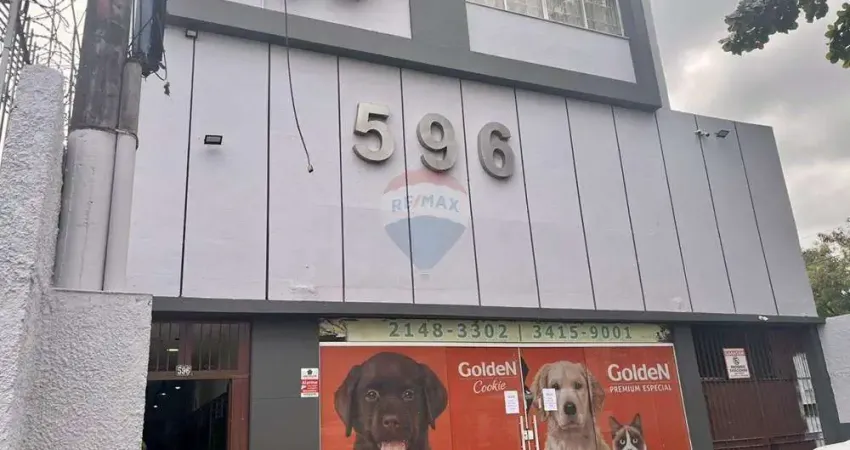 596
RE/MAX
2148-3302 3415-9001
596
GoldeN
Cookie
GoldeN
PREMIUM ESPECIAL